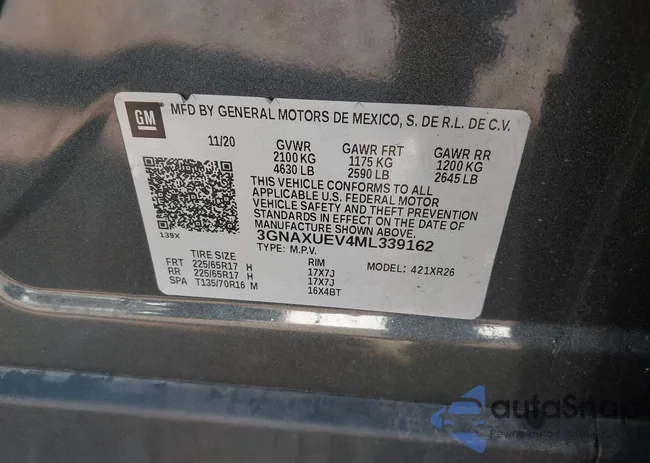 GM
MFD BY GENERAL MOTORS DE MEXICO, S. DE R.L. DE C.V.
11/20 GVWR GAWR FRT GAWR RR
2100 KG 1175 KG 1200 KG
4630 LB 2590 LB 2645 LB
THIS VEHICLE CONFORMS TO ALL
APPLICABLE U.S. FEDERAL MOTOR
VEHICLE SAFETY AND THEFT PREVENTION
STANDARDS IN EFFECT ON THE DATE OF
MANUFACTURE SHOWN ABOVE.
139X 3GNAXUEV4ML339162
TYPE: M.P.V.
TIRE SIZE RIM MODEL: 421XR26
FRT 225/65R17 H 17X7J
RR 225/65R17 H 17X7J
SPA T135/70R16 M 16X4BT
autoSnap